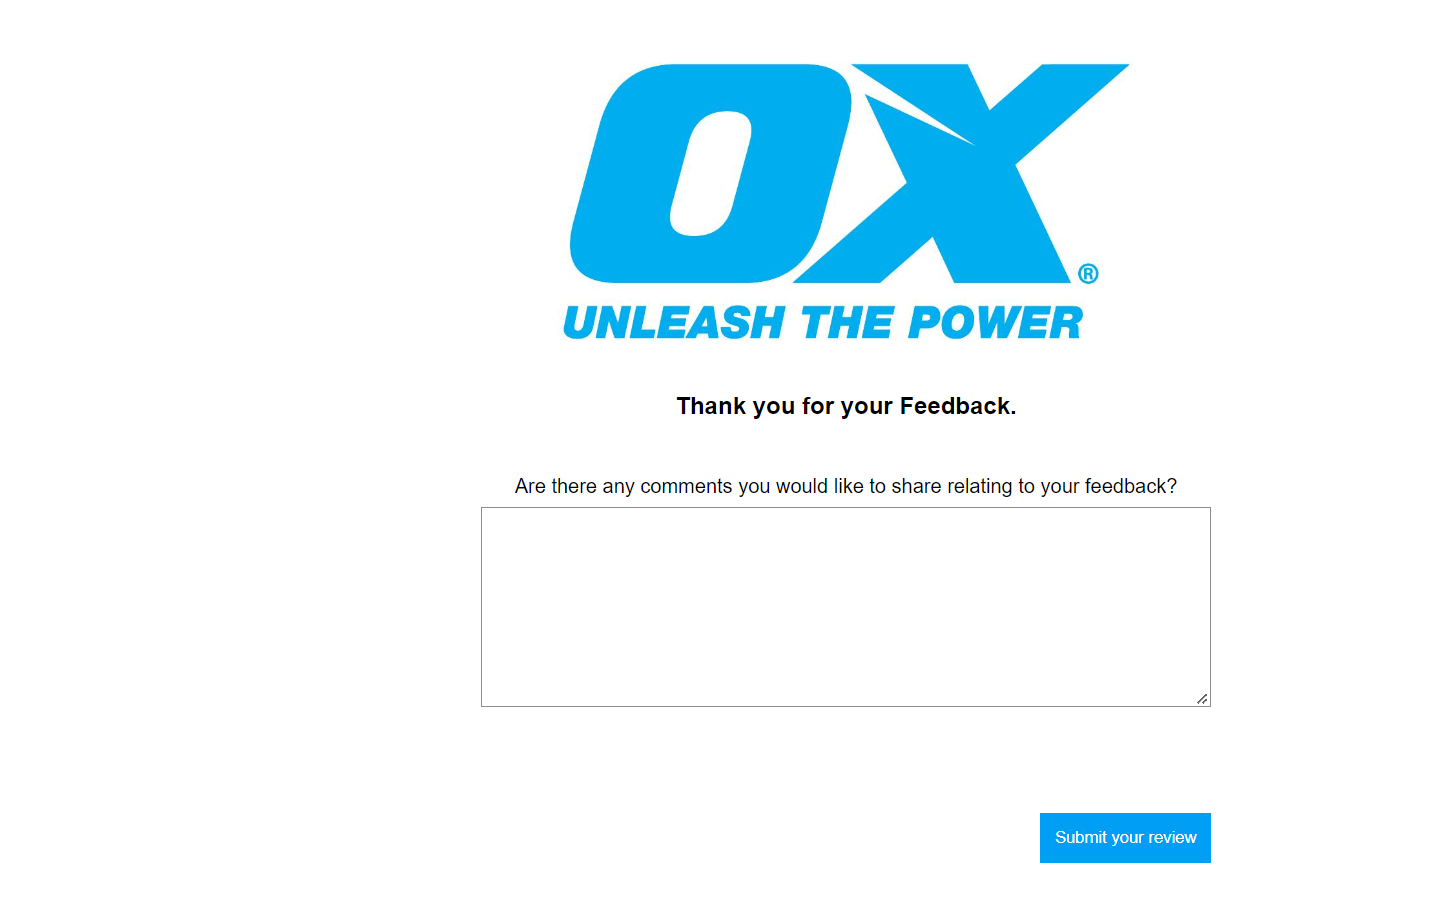 OX®
UNLEASH THE POWER
Thank you for your Feedback.
Are there any comments you would like to share relating to your feedback?
Submit your review